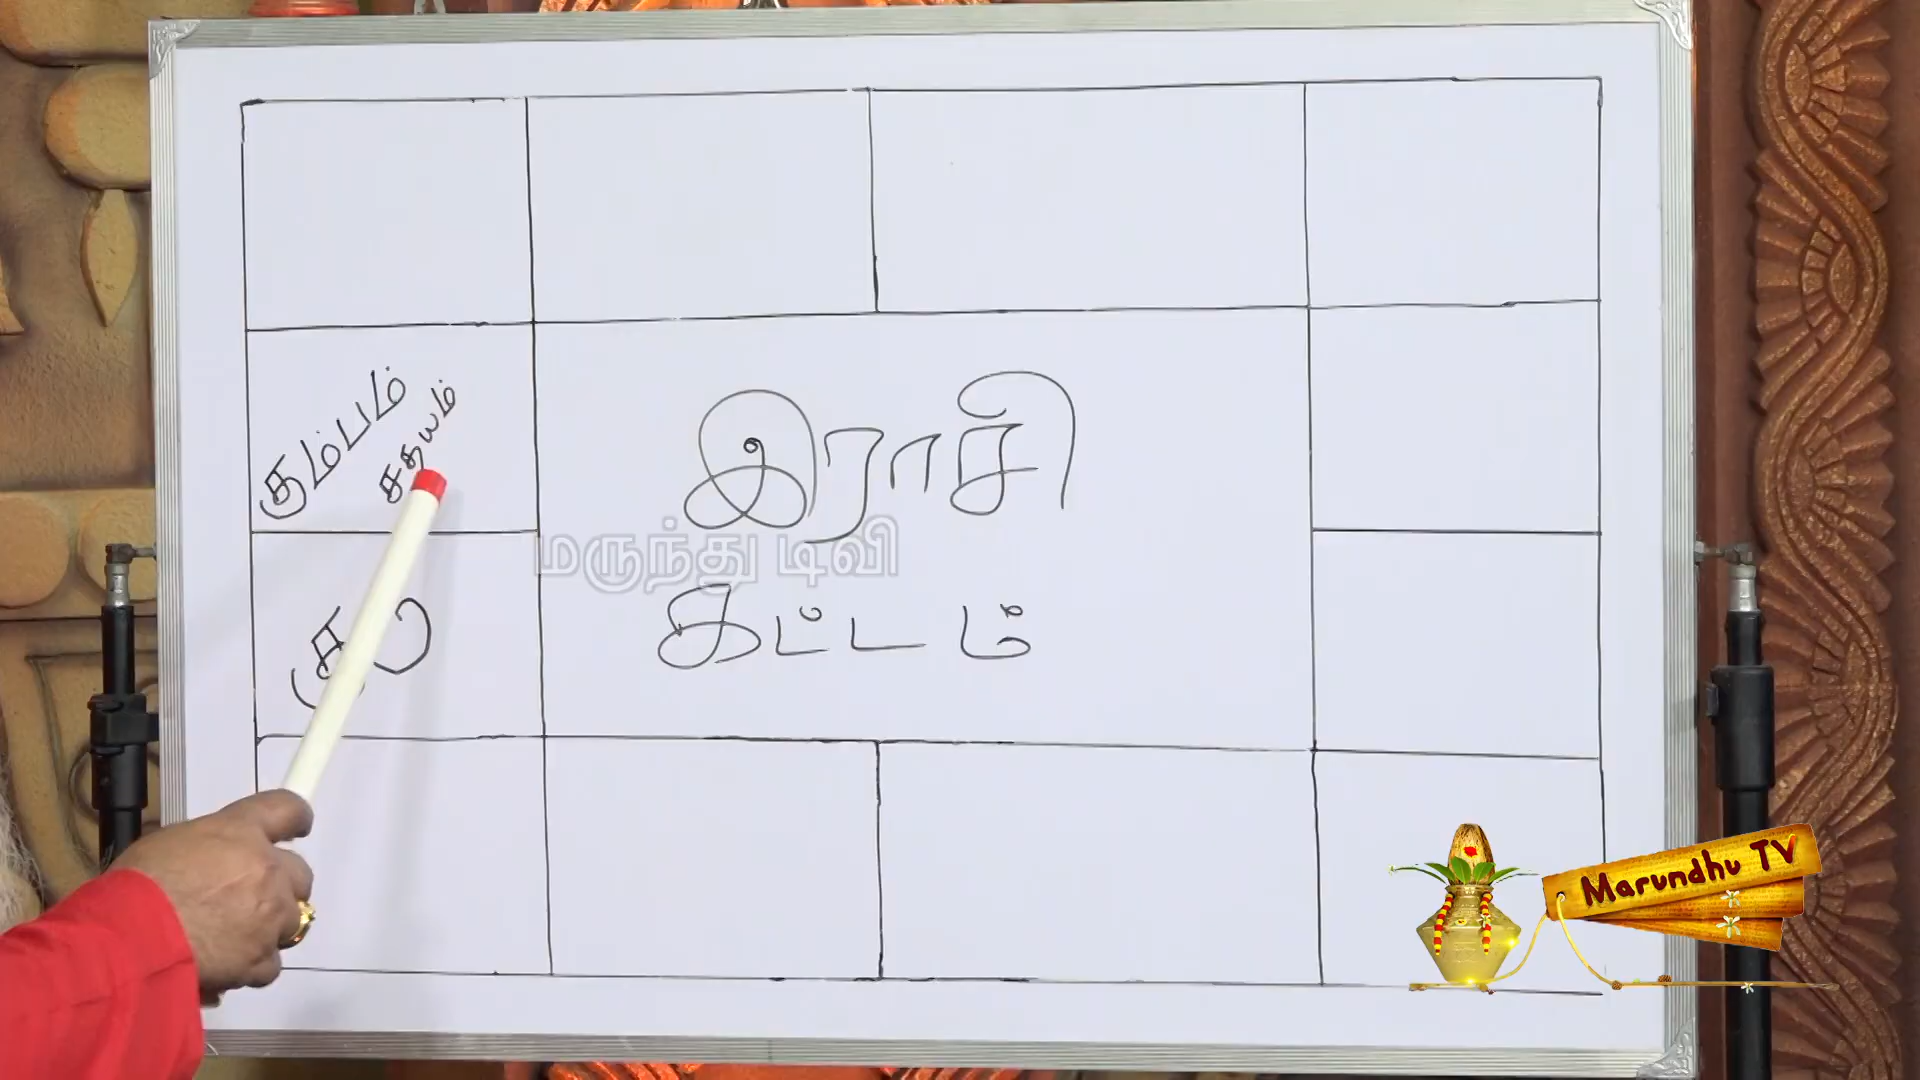 கும்பம்
சதயம்
இராசி
மருந்து டிவி
கட்டம்
Marundhu TV